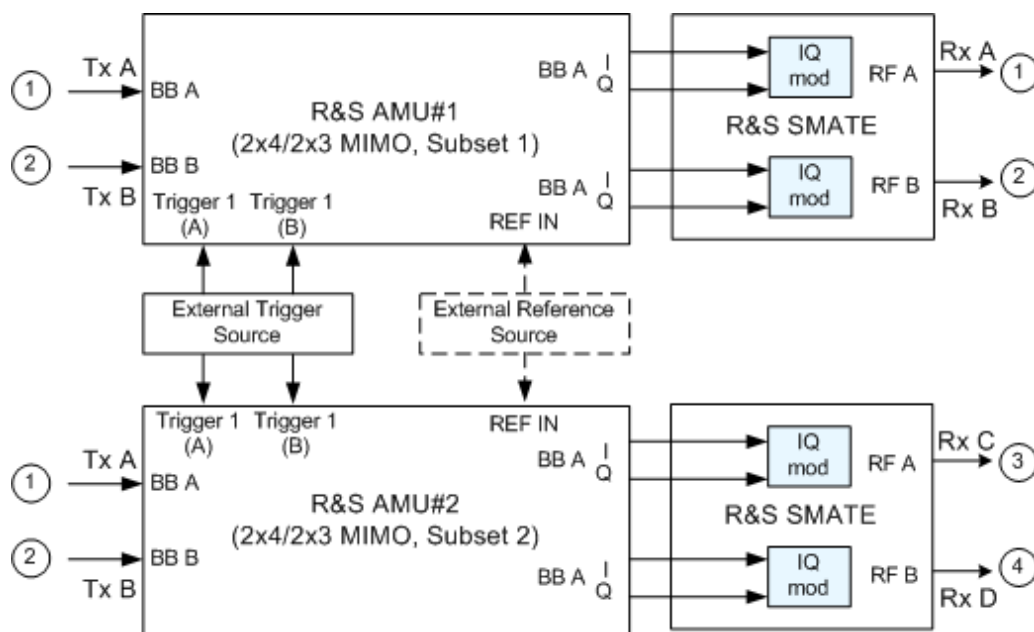 Tx A
1
BB A
2
BB B
Tx B
R&S AMU#1
(2x4/2x3 MIMO, Subset 1)
Trigger 1
(A)
Trigger 1
(B)
REF IN
BB A
I
Q
BB A
I
Q
IQ
mod
RF A
R&S SMATE
IQ
mod
RF B
Rx A
1
2
Rx B
External Trigger
Source
External Reference
Source
Trigger 1
(A)
Trigger 1
(B)
REF IN
Tx A
1
BB A
2
BB B
Tx B
R&S AMU#2
(2x4/2x3 MIMO, Subset 2)
BB A
I
Q
BB A
I
Q
IQ
mod
RF A
R&S SMATE
IQ
mod
RF B
Rx C
3
4
Rx D